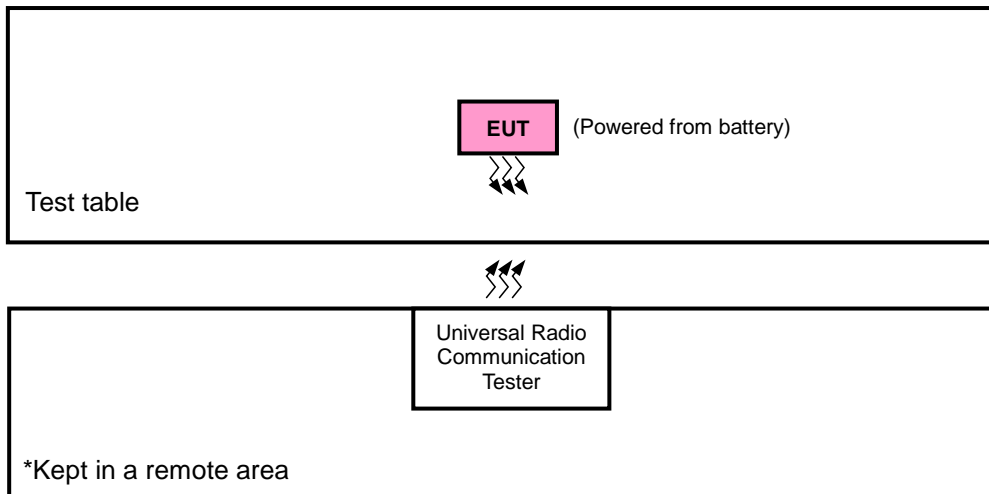 EUT
(Powered from battery)
Test table
Universal Radio
Communication
Tester
*Kept in a remote area